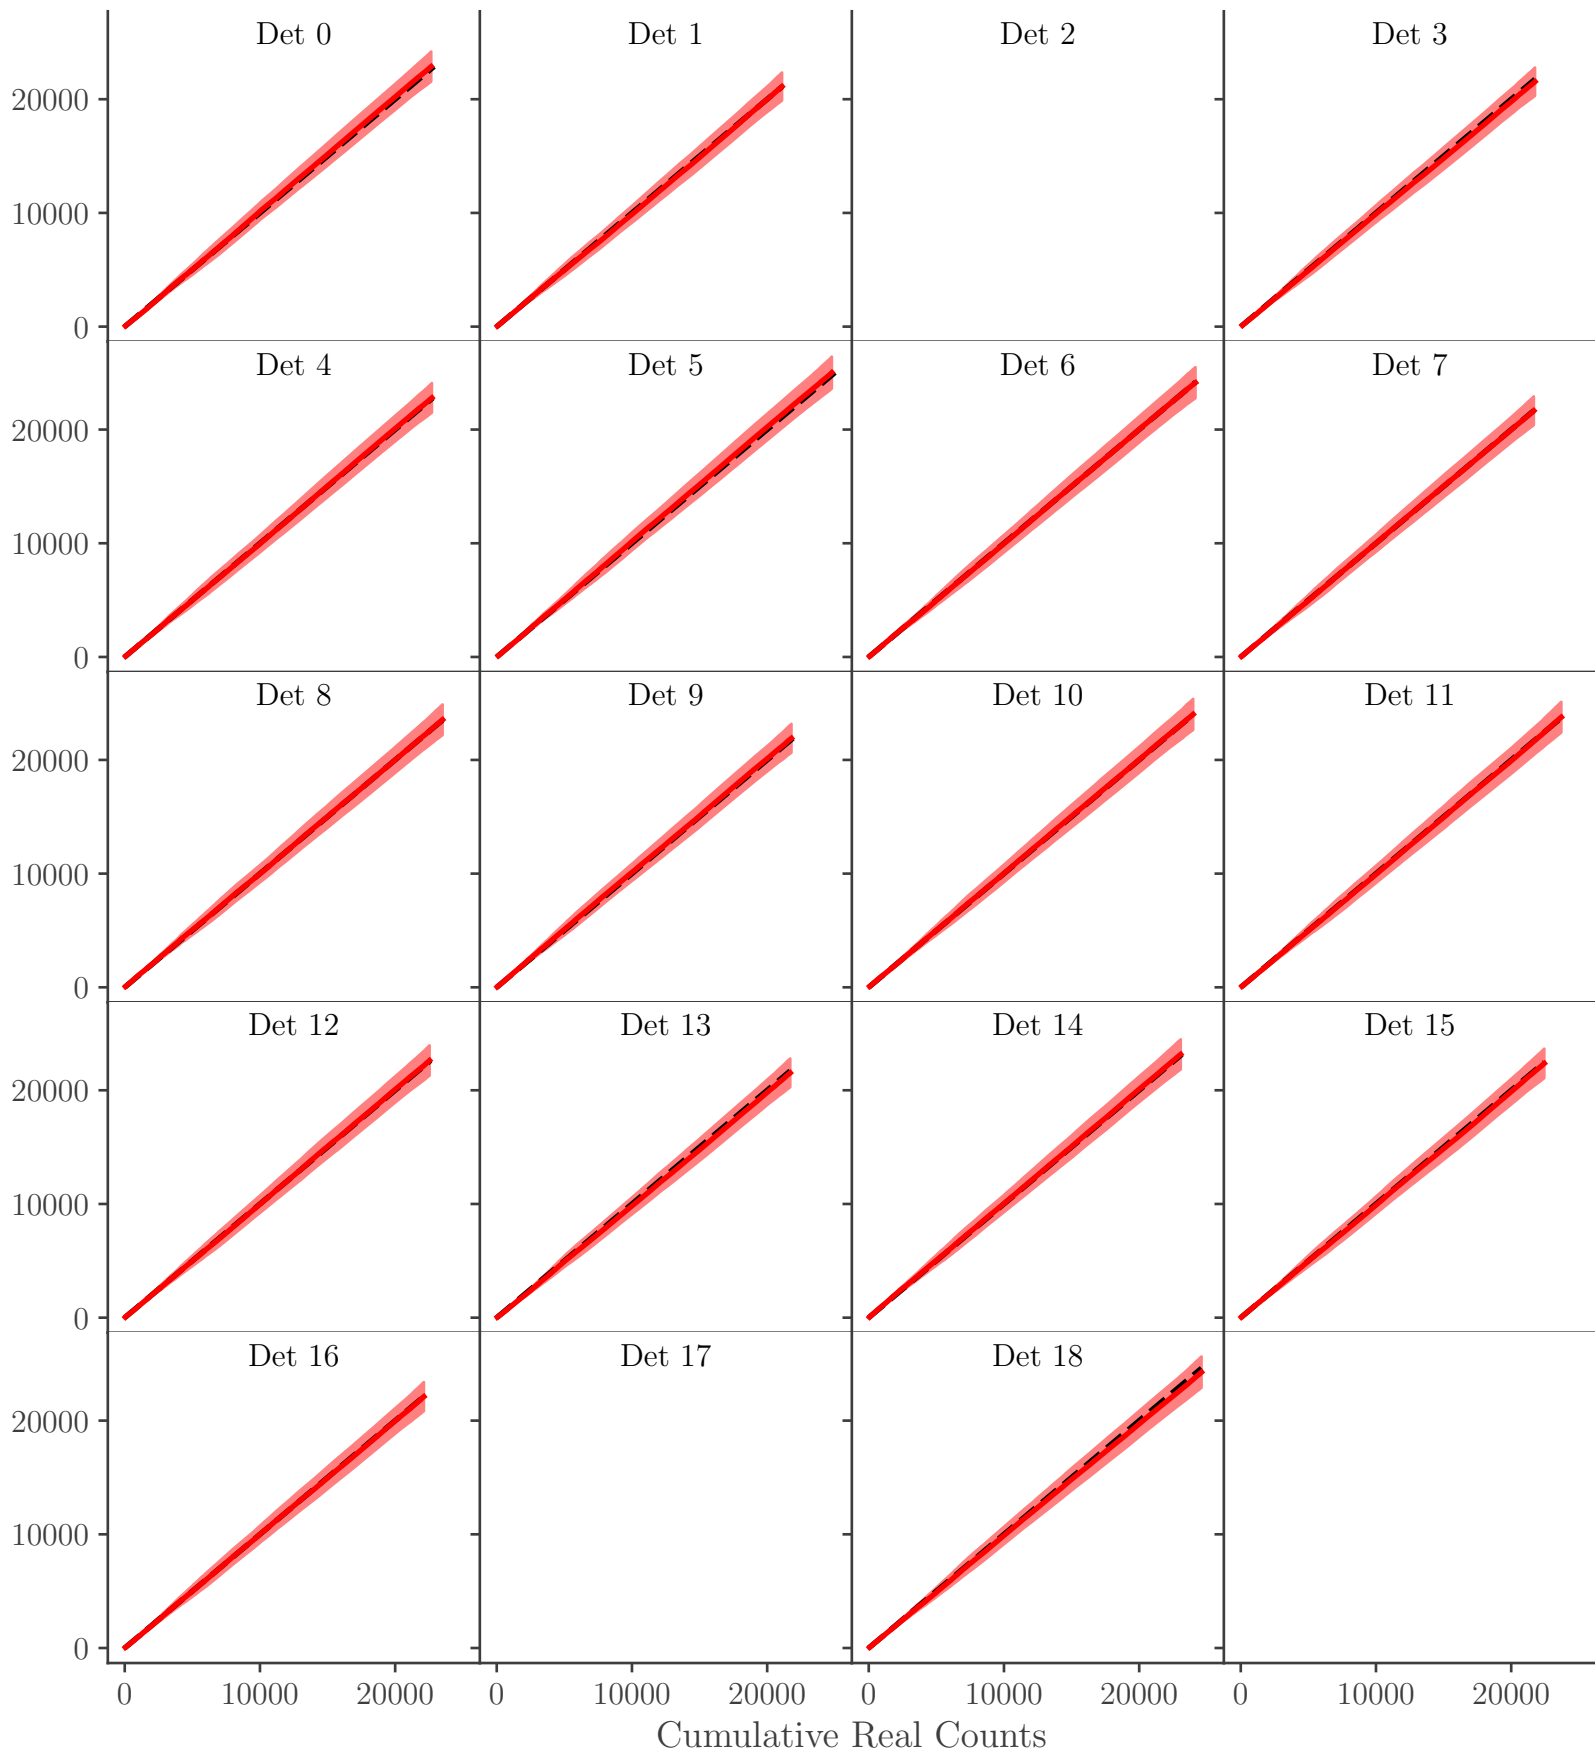 Det 0 Det 1 Det 2 Det 3
20000
10000
0
Det 4 Det 5 Det 6 Det 7
20000
10000
0
Det 8 Det 9 Det 10 Det 11
20000
10000
0
Det 12 Det 13 Det 14 Det 15
20000
10000
0
Det 16 Det 17 Det 18
20000
10000
0
0 10000 20000 0 10000 20000 0 10000 20000 0 10000 20000
Cumulative Real Counts